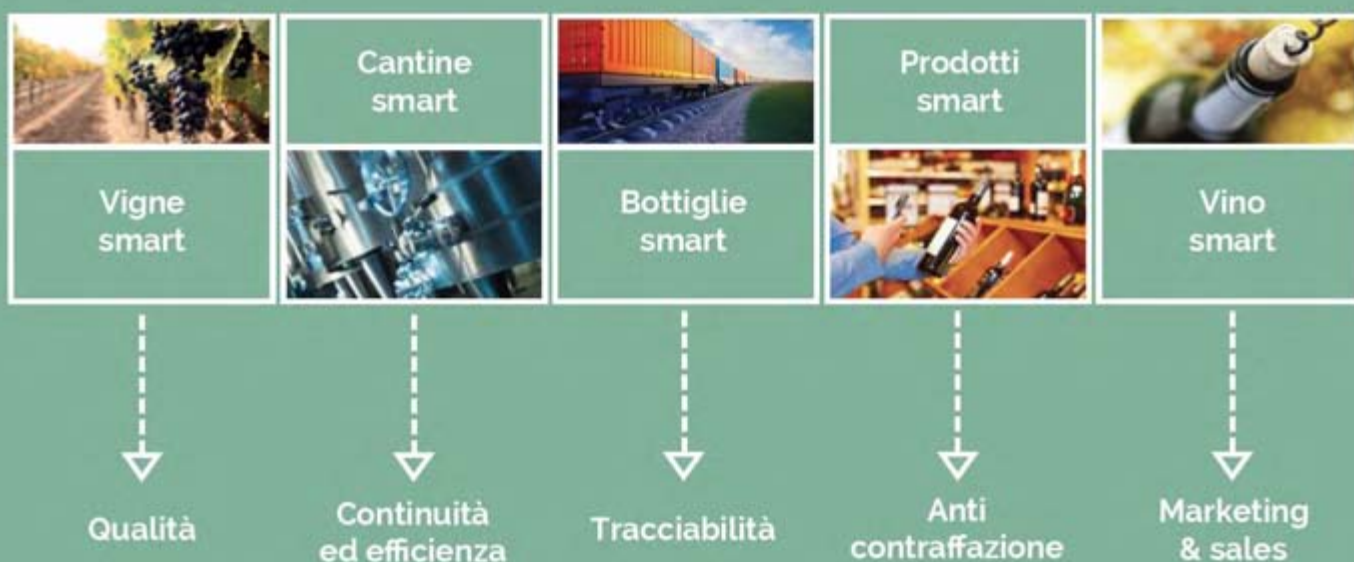 Cantine
smart
Prodotti
smart
Vigne
smart
Bottiglie
smart
Vino
smart
Qualità
Continuità
ed efficienza
Tracciabilità
Anti
contraffazione
Marketing
& sales